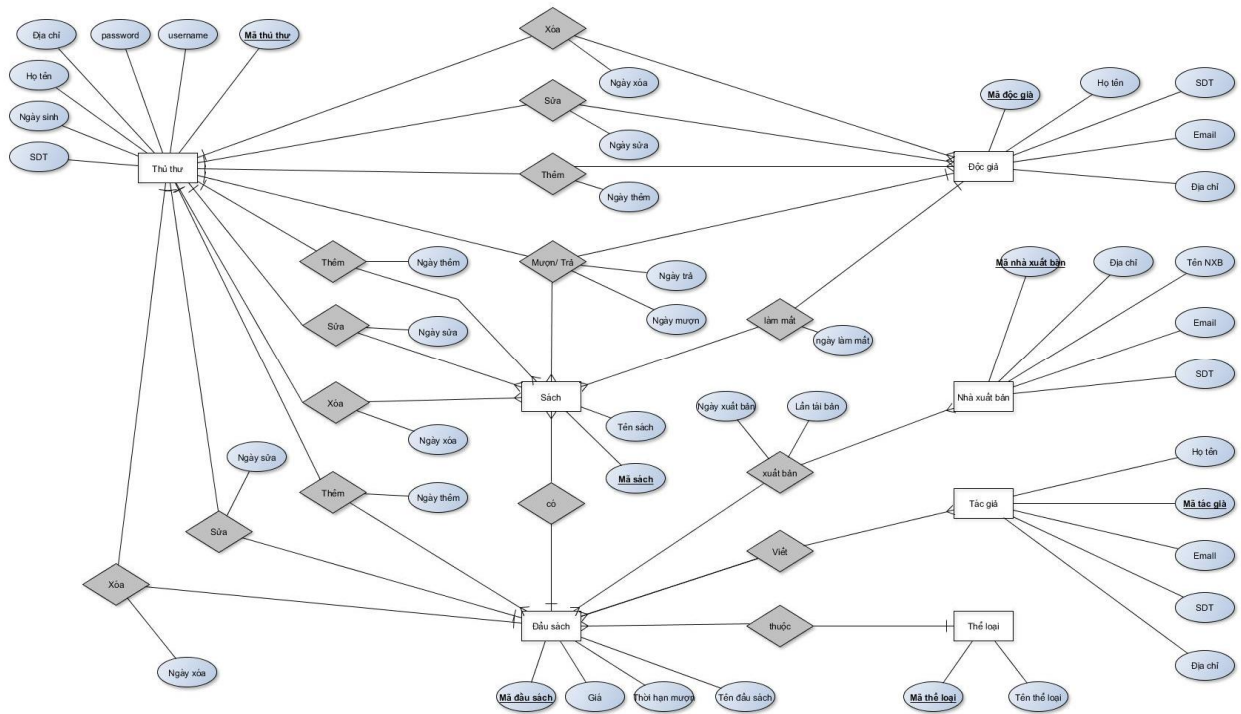 Xóa
Địa chỉ
password
username
Mã thủ thư
Họ tên
Ngày xóa
Họ tên
SDT
Mã độc giả
Sửa
Ngày sinh
Email
Ngày sửa
SDT
Thủ thư
Độc giả
Thêm
Địa chỉ
Ngày thêm
Thêm
Ngày thêm
Mượn/ Trả
Ngày trả
Mã nhà xuất bản
Địa chỉ
Tên NXB
Sửa
Ngày sửa
Ngày mượn
làm mất
ngày làm mất
Email
SDT
Sách
Nhà xuất bản
Xóa
Ngày xóa
Tên sách
Ngày xuất bản
Lần tái bản
Ngày sửa
Mã sách
xuất bản
Họ tên
Thêm
Ngày thêm
có
Tác giả
Mã tác giả
Sửa
Viết
Email
Xóa
SDT
Đầu sách
thuộc
Thể loại
Địa chỉ
Ngày xóa
Mã đầu sách
Giá
Thời hạn mượn
Tên đầu sách
Mã thể loại
Tên thể loại